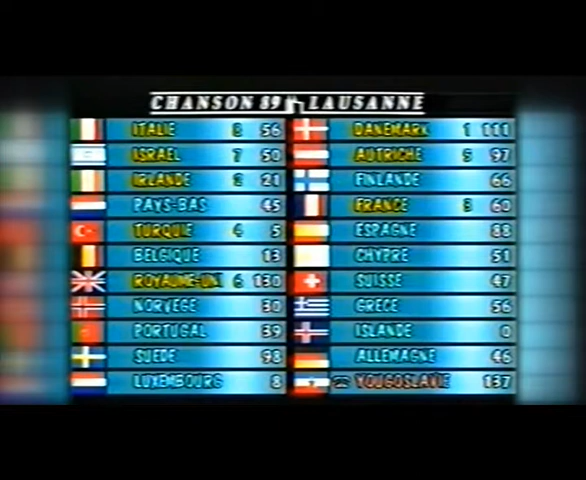 CHANSON 89 LAUSANNE
ITALIE 8 56
ISRAEL 7 50
IRLANDE 2 21
PAYS-BAS 45
TURQUIE 4 5
BELGIQUE 13
ROYAUME-UNI 6 130
NORVEGE 30
PORTUGAL 39
SUEDE 98
LUXEMBOURG 8
DANEMARK 1 111
AUTRICHE 5 97
FINLANDE 66
FRANCE 3 60
ESPAGNE 88
CHYPRE 51
SUISSE 47
GRECE 56
ISLANDE 0
ALLEMAGNE 46
YOUGOSLAVIE 137